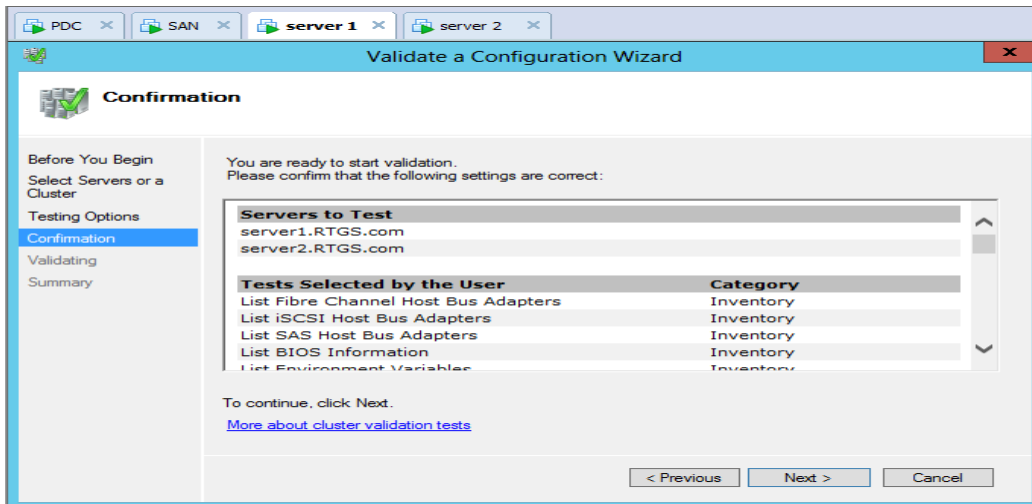 PDC × SAN × server 1 × server 2 ×
Validate a Configuration Wizard x
Confirmation
Before You Begin
Select Servers or a
Cluster
Testing Options
Confirmation
Validating
Summary
You are ready to start validation.
Please confirm that the following settings are correct:
Servers to Test
server1.RTGS.com
server2.RTGS.com
Tests Selected by the User Category
List Fibre Channel Host Bus Adapters Inventory
List iSCSI Host Bus Adapters Inventory
List SAS Host Bus Adapters Inventory
List BIOS Information Inventory
List Environment Variables Inventory
To continue, click Next.
More about cluster validation tests
< Previous Next > Cancel